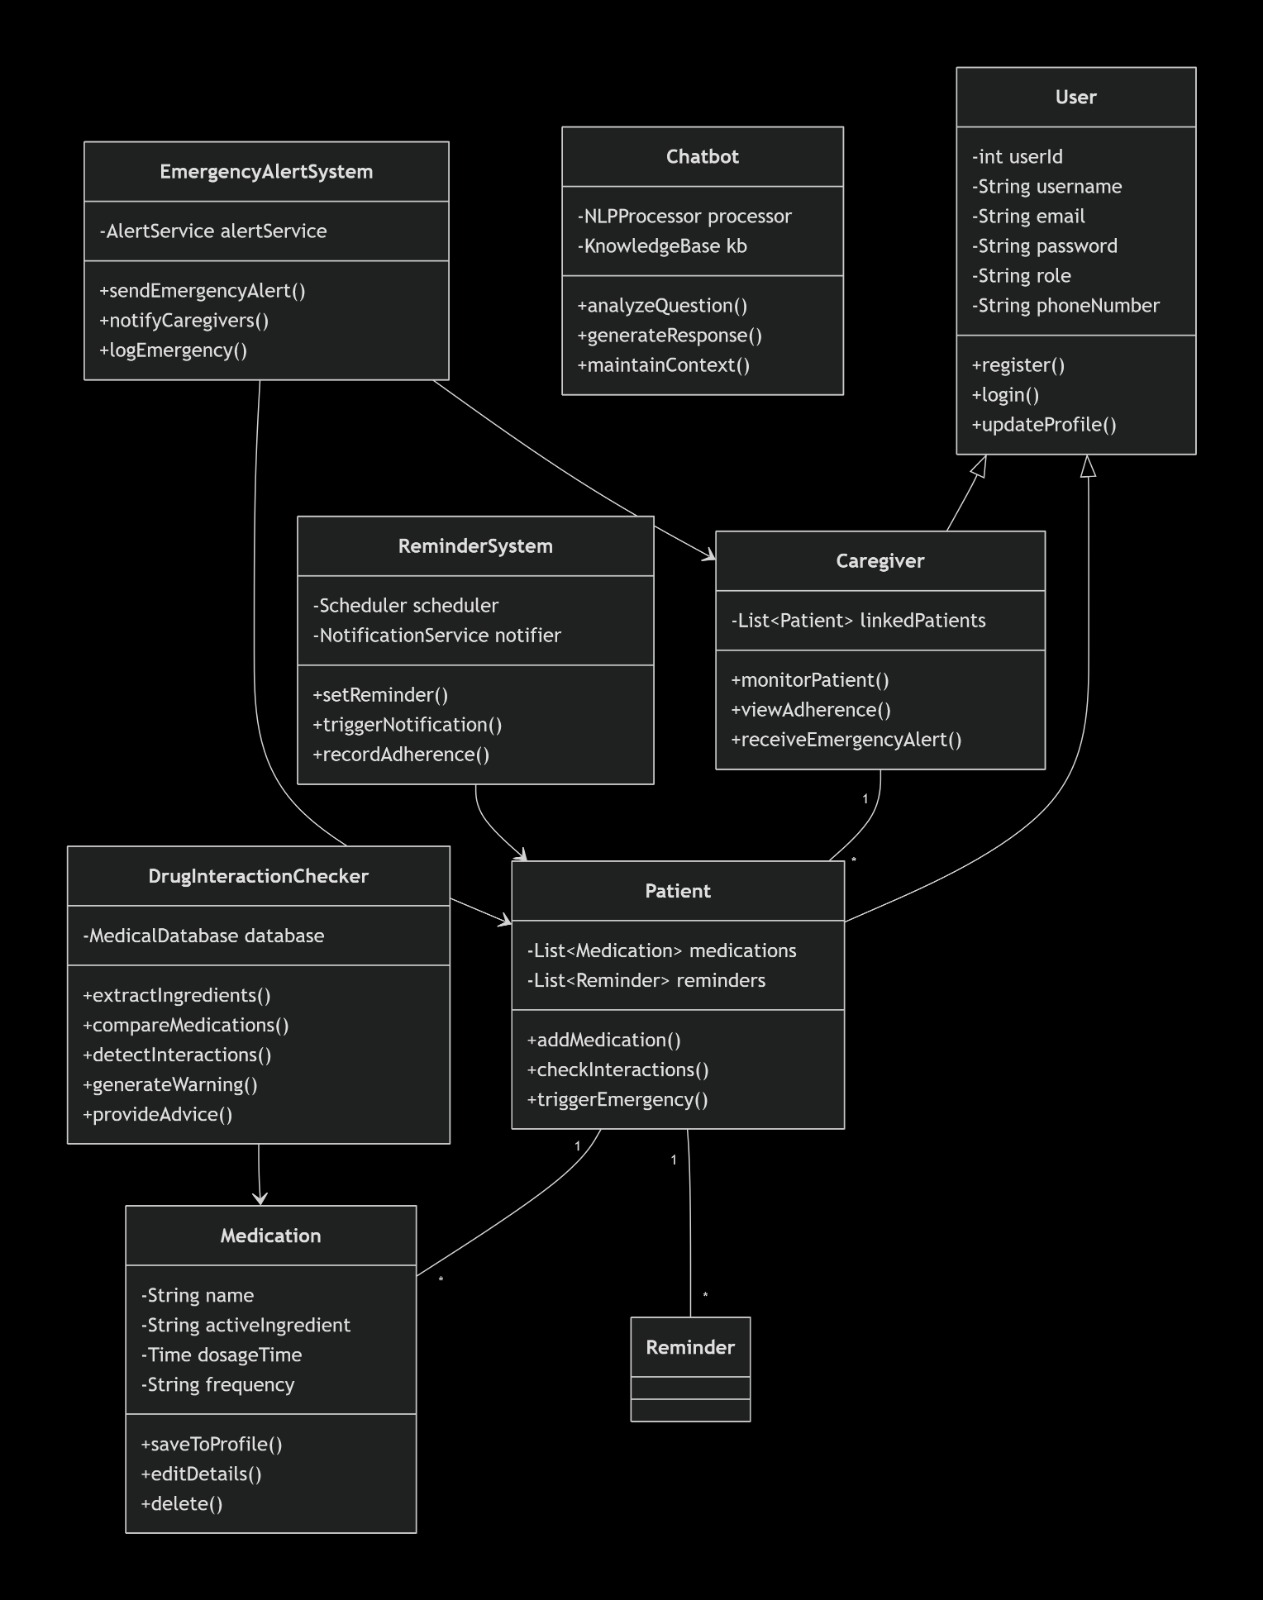 User
-int userId
-String username
-String email
-String password
-String role
-String phoneNumber
+register()
+login()
+updateProfile()
Chatbot
-NLPProcessor processor
-KnowledgeBase kb
+analyzeQuestion()
+generateResponse()
+maintainContext()
EmergencyAlertSystem
-AlertService alertService
+sendEmergencyAlert()
+notifyCaregivers()
+logEmergency()
ReminderSystem
-Scheduler scheduler
-NotificationService notifier
+setReminder()
+triggerNotification()
+recordAdherence()
Caregiver
-List<Patient> linkedPatients
+monitorPatient()
+viewAdherence()
+receiveEmergencyAlert()
1
*
DrugInteractionChecker
-MedicalDatabase database
+extractIngredients()
+compareMedications()
+detectInteractions()
+generateWarning()
+provideAdvice()
Patient
-List<Medication> medications
-List<Reminder> reminders
+addMedication()
+checkInteractions()
+triggerEmergency()
1
1
*
*
Medication
-String name
-String activeIngredient
-Time dosageTime
-String frequency
+saveToProfile()
+editDetails()
+delete()
Reminder